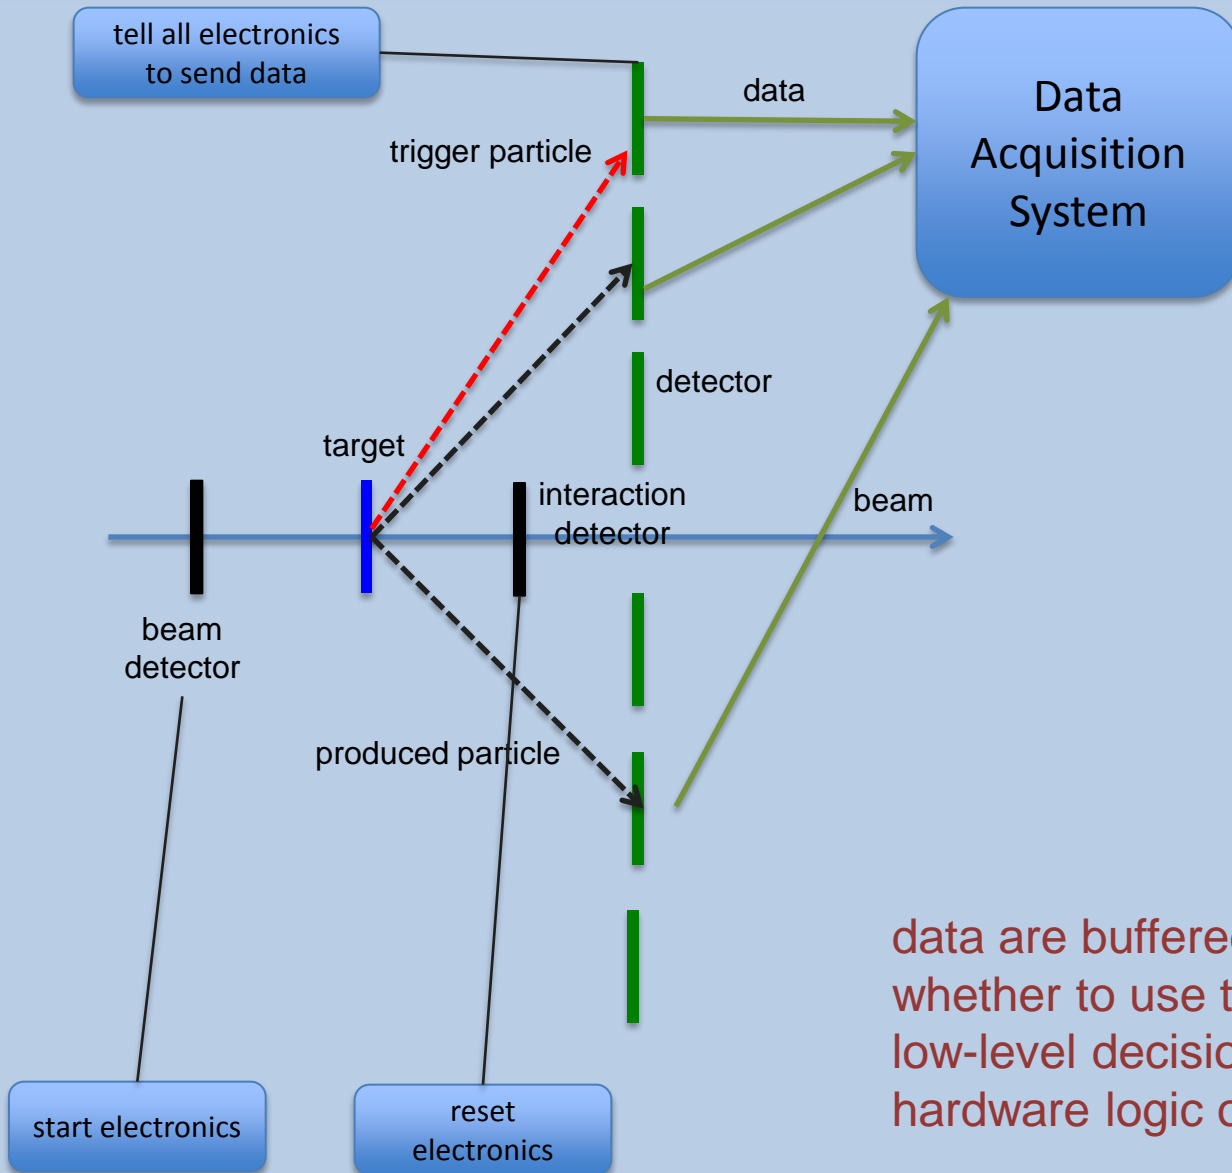 tell all electronics
to send data
data
Data
Acquisition
System
trigger particle
detector
target
interaction
detector
beam
beam
detector
produced particle
data are buffered
whether to use t
low-level decisio
hardware logic o
start electronics
reset
electronics